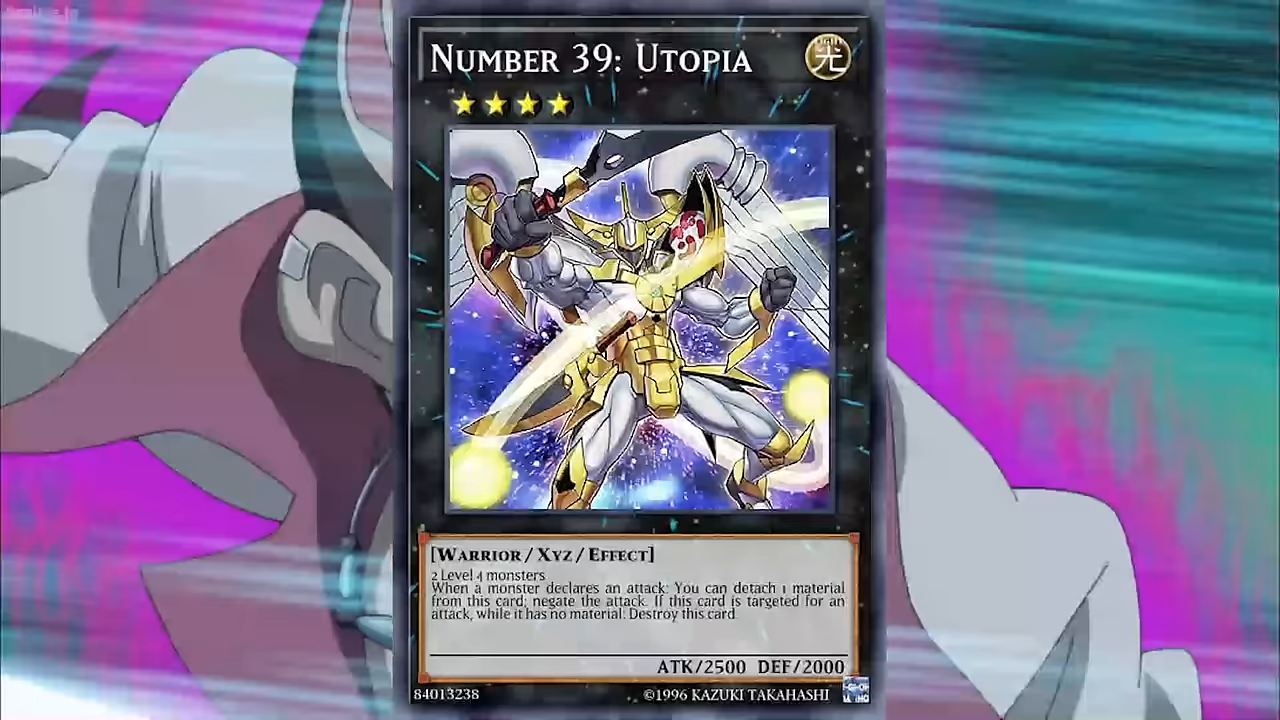 NUMBER 39: UTOPIA
光
39
[WARRIOR / XYZ / EFFECT]
2 Level 4 monsters
When a monster declares an attack: You can detach 1 material
from this card; negate the attack. If this card is targeted for an
attack, while it has no material: Destroy this card.
ATK/2500 DEF/2000
84013238
©1996 KAZUKI TAKAHASHI